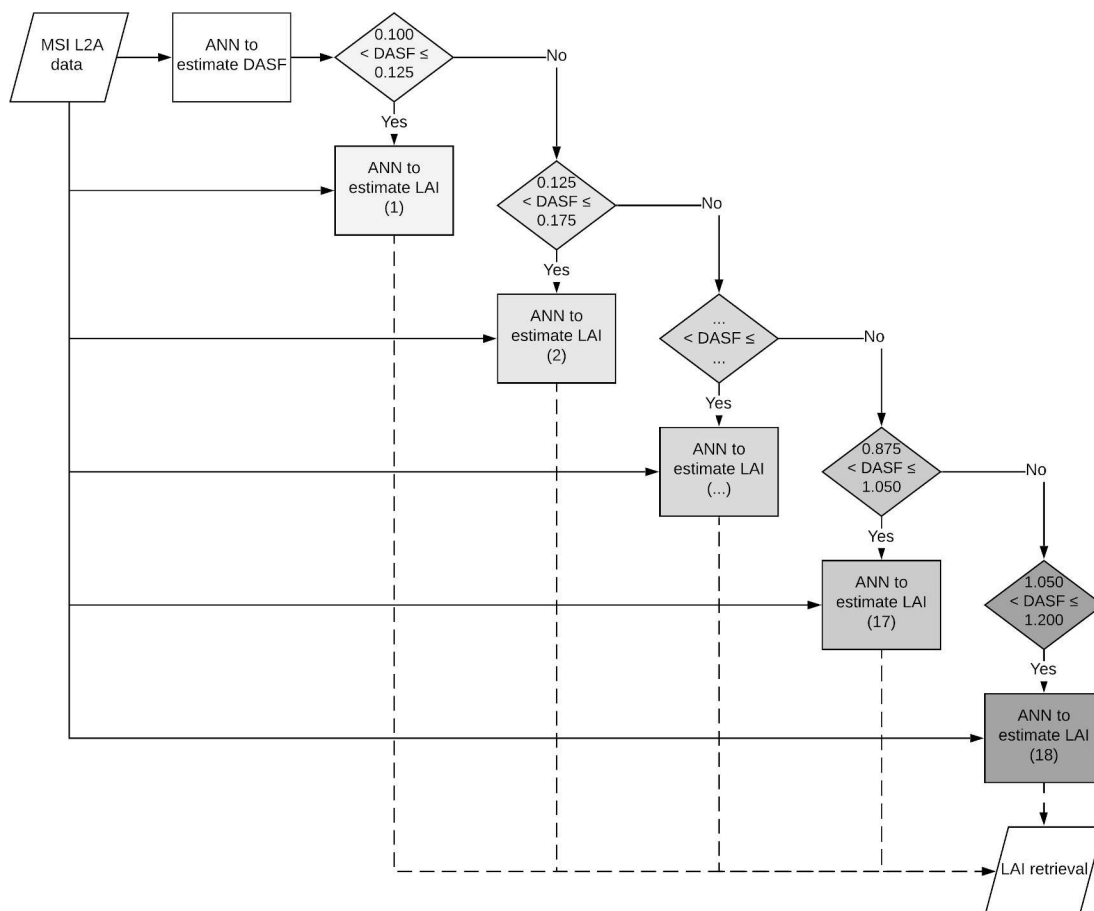 MSI L2A
data
ANN to
estimate DASF
0.100
< DASF ≤
0.125
No
Yes
ANN to
estimate LAI
(1)
0.125
< DASF ≤
0.175
No
Yes
ANN to
estimate LAI
(2)
...
< DASF ≤
...
No
Yes
ANN to
estimate LAI
(...)
0.875
< DASF ≤
1.050
No
Yes
ANN to
estimate LAI
(17)
1.050
< DASF ≤
1.200
Yes
ANN to
estimate LAI
(18)
LAI retrieval